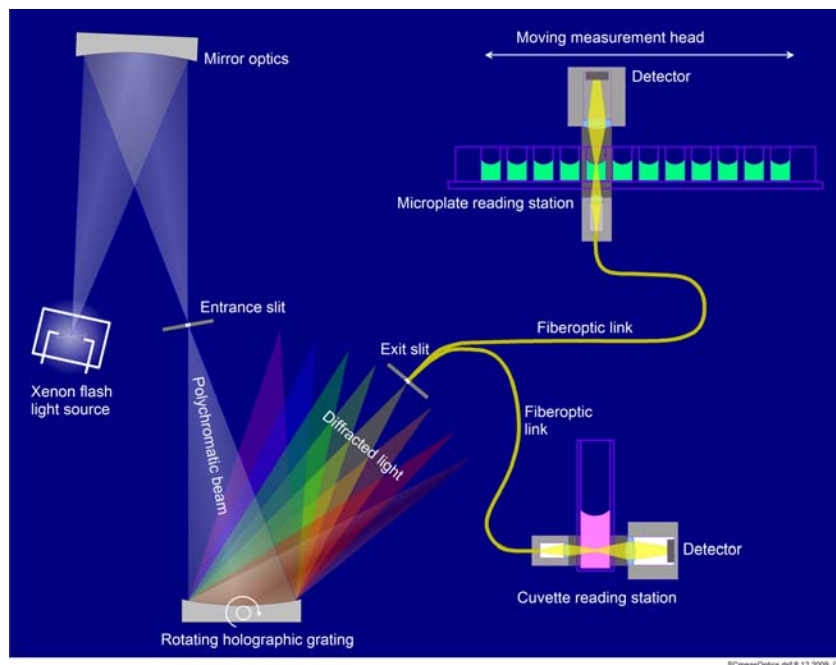 Moving measurement head
Mirror optics
Detector
Microplate reading station
Entrance slit
Fiberoptic link
Exit slit
Xenon flash
light source
Polychromatic beam
Diffracted light
Fiberoptic
link
Detector
Cuvette reading station
Rotating holographic grating